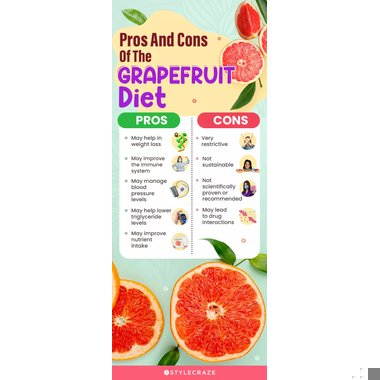 Pros And Cons
Of The
GRAPEFRUIT
Diet
PROS
May help in
weight loss
May improve
the immune
system
May manage
blood
pressure
levels
May help lower
triglyceride
levels
May improve
nutrient
intake
CONS
Very
restrictive
Not
sustainable
Not
scientifically
proven or
recommended
May lead
to drug
interactions
STYLECRAZE